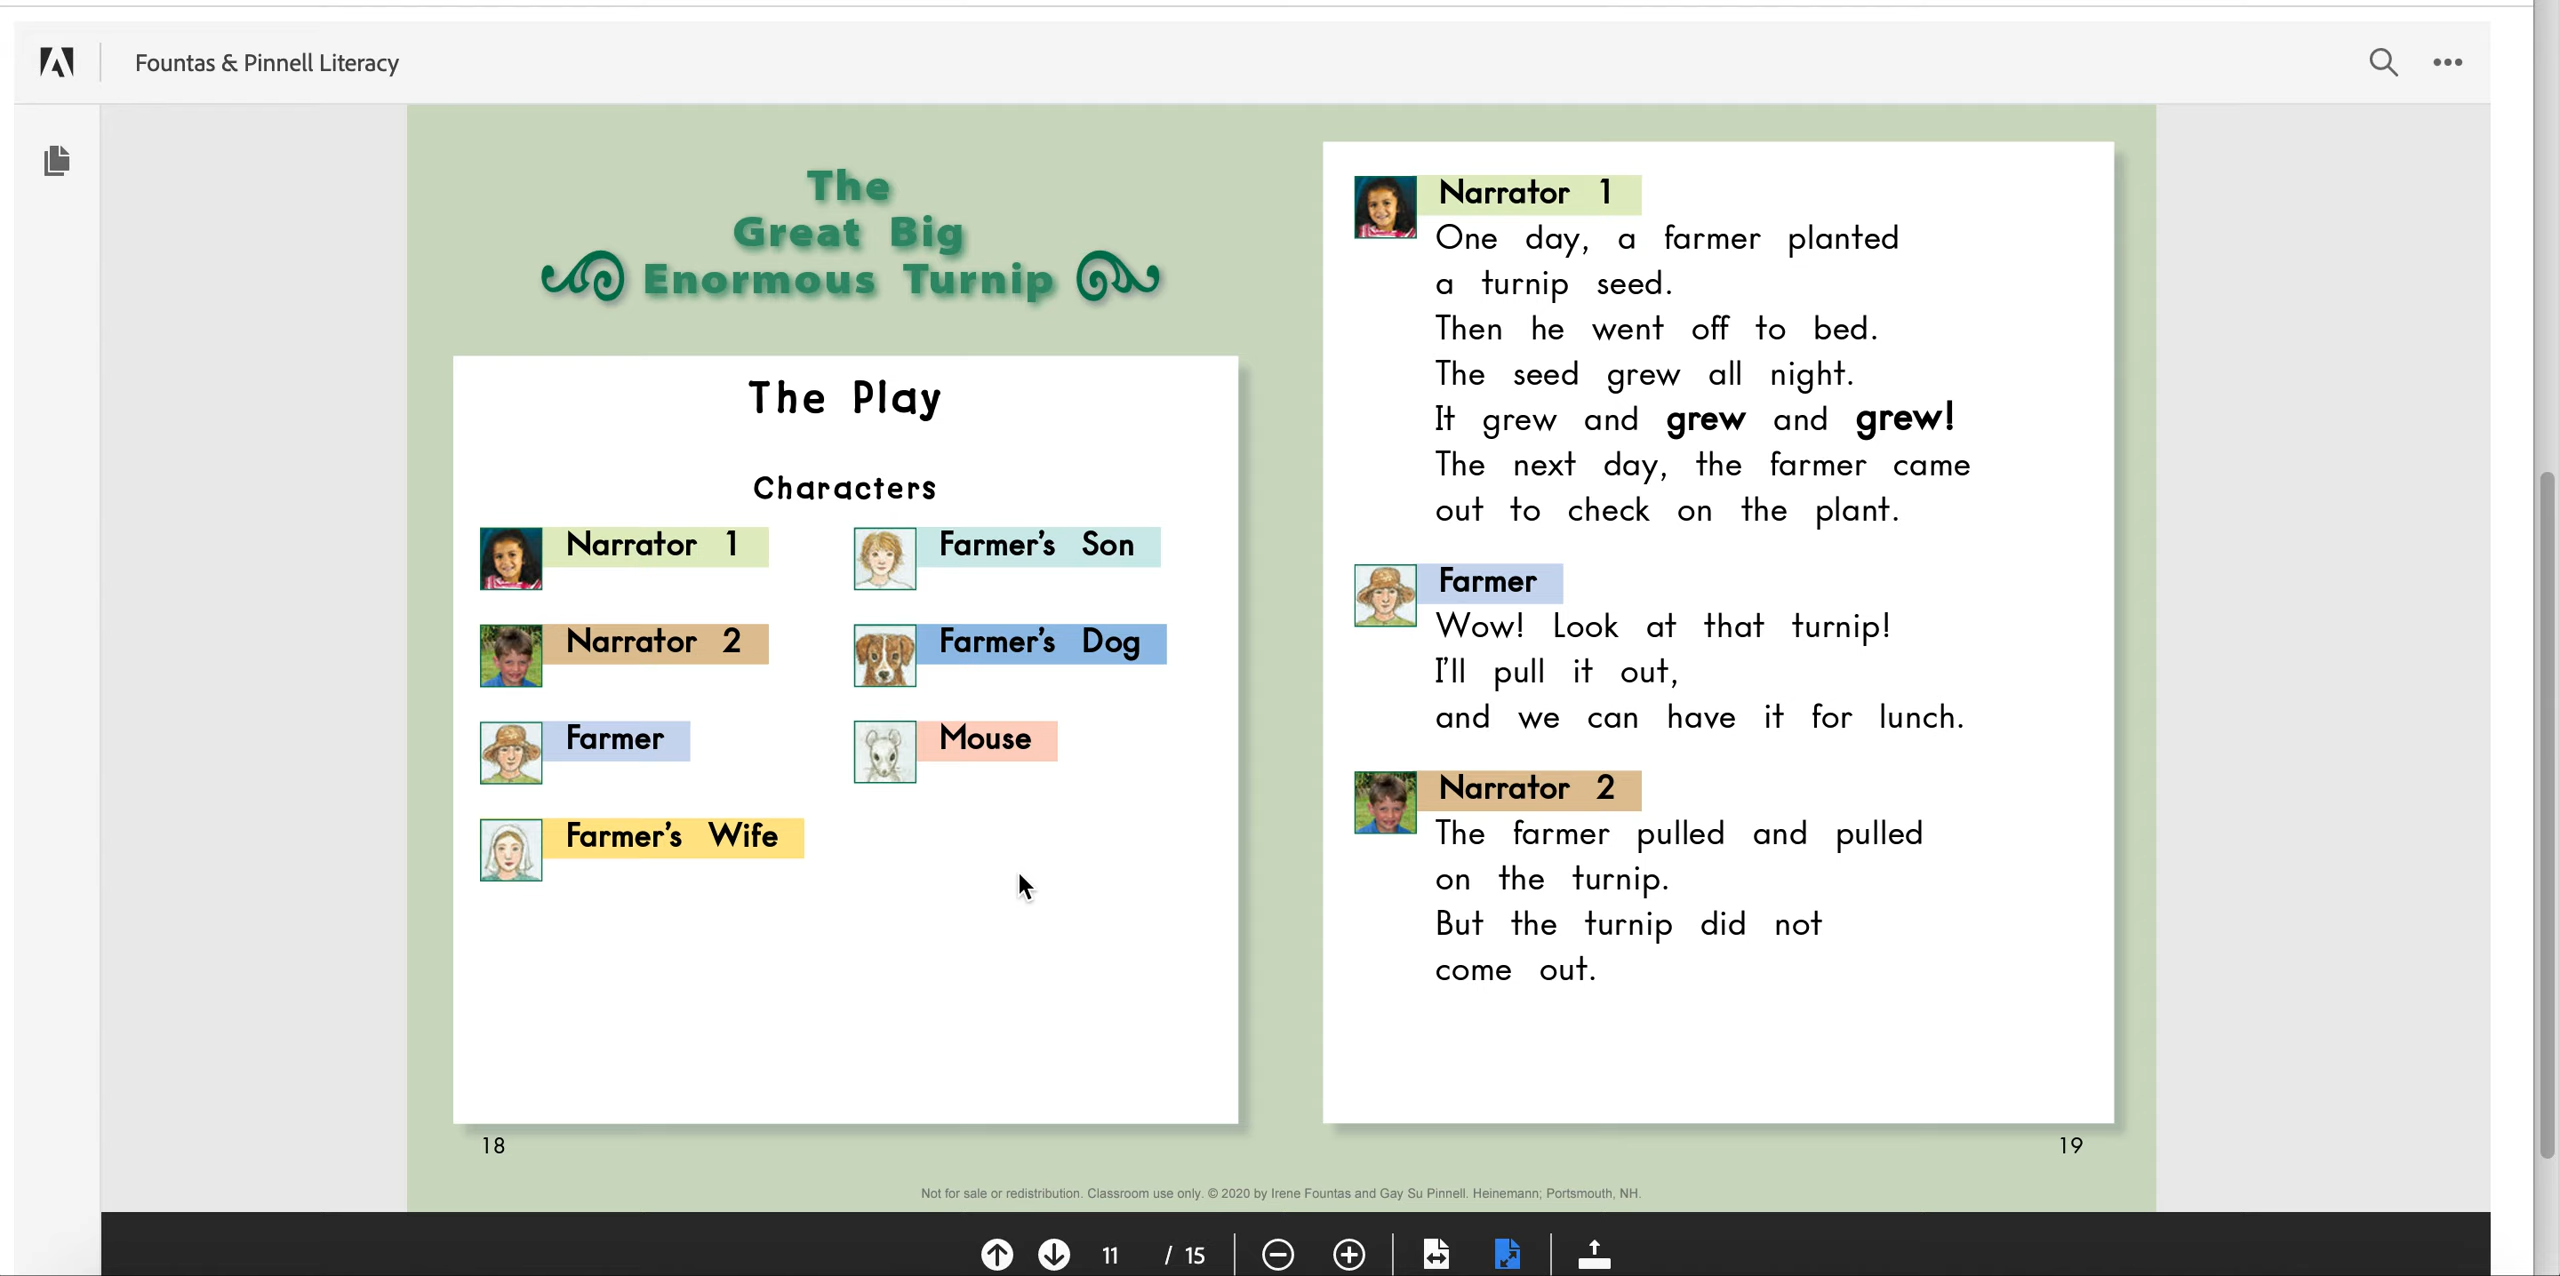 Fountas & Pinnell Literacy
The
Great Big
Enormous Turnip
The Play
Characters
Narrator 1
Narrator 2
Farmer
Farmer's Wife
Farmer's Son
Farmer's Dog
Mouse
18
Narrator 1
One day, a farmer planted
a turnip seed.
Then he went off to bed.
The seed grew all night.
It grew and grew and grew!
The next day, the farmer came
out to check on the plant.
Farmer
Wow! Look at that turnip!
I'll pull it out,
and we can have it for lunch.
Narrator 2
The farmer pulled and pulled
on the turnip.
But the turnip did not
come out.
19
Not for sale or redistribution. Classroom use only. © 2020 by Irene Fountas and Gay Su Pinnell. Heinemann; Portsmouth, NH.
11 / 15